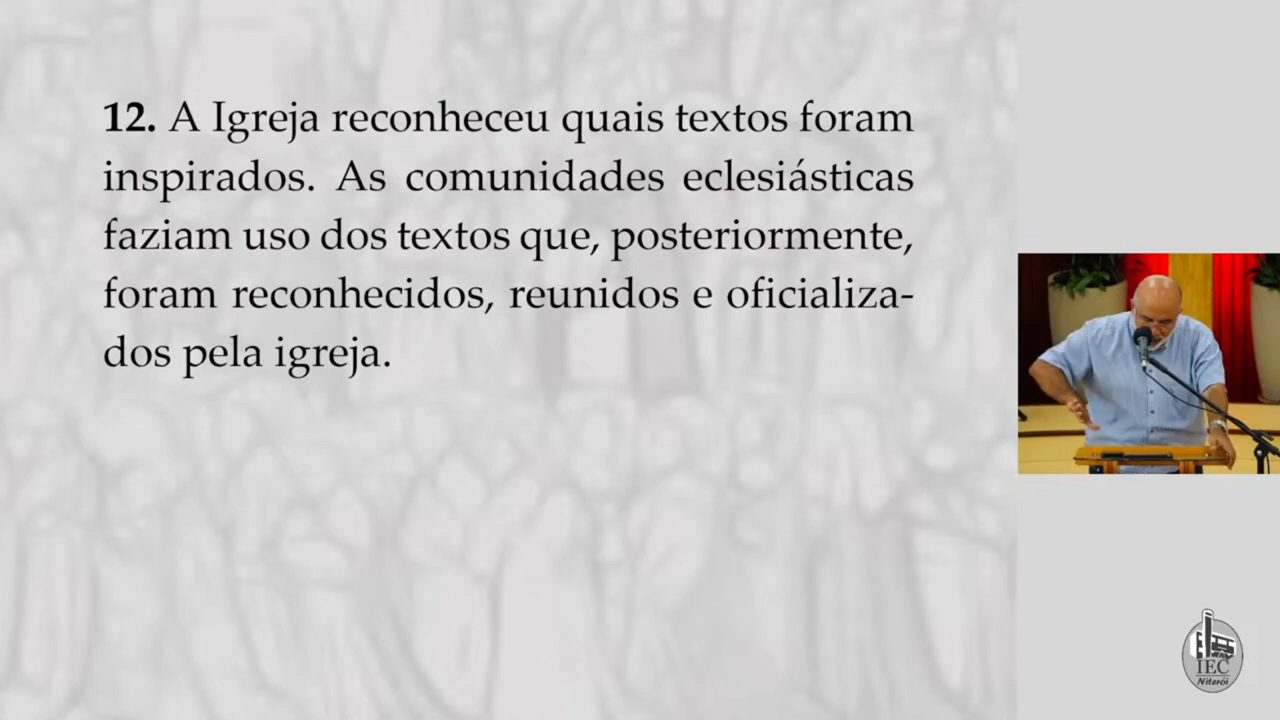 12. A Igreja reconheceu quais textos foram
inspirados. As comunidades eclesiásticas
faziam uso dos textos que, posteriormente,
foram reconhecidos, reunidos e oficializa-
dos pela igreja.
IEC
Niterói